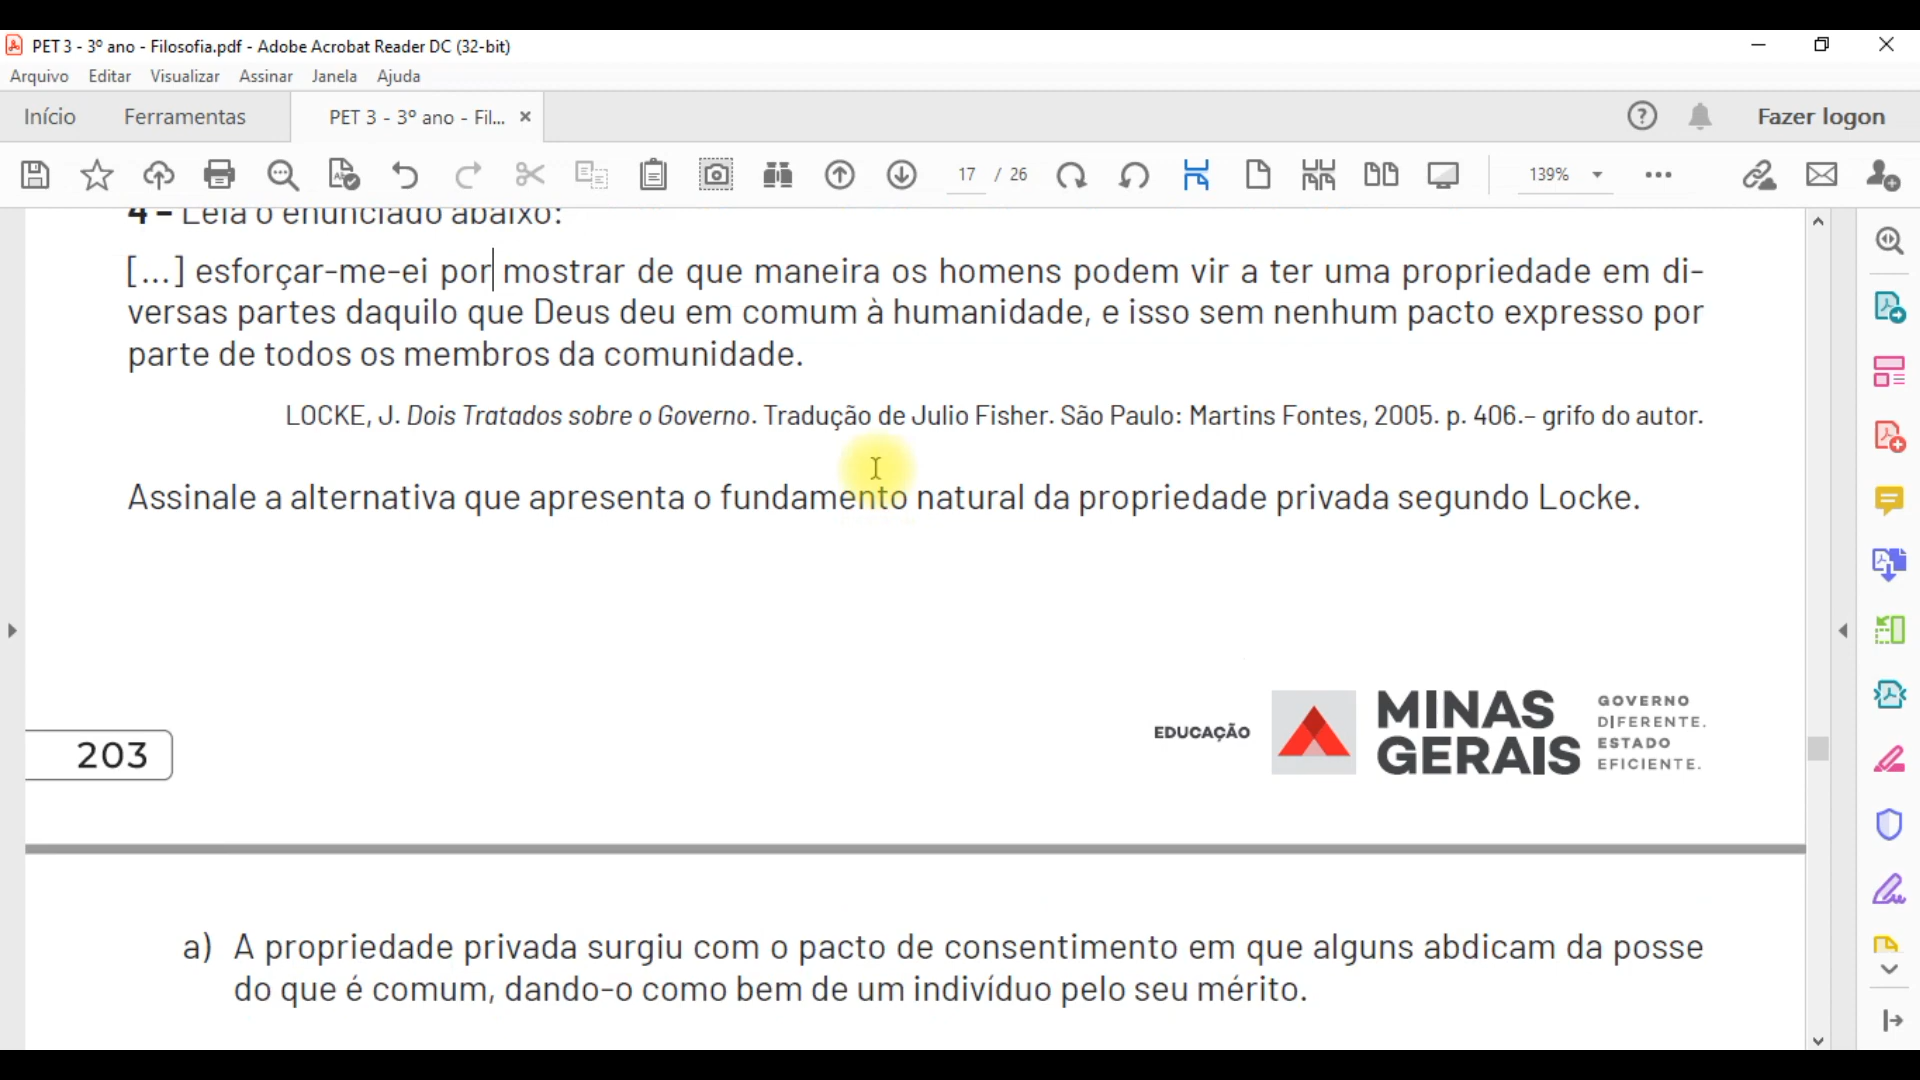 PET 3 - 3º ano - Filosofia.pdf - Adobe Acrobat Reader DC (32-bit)
Arquivo Editar Visualizar Assinar Janela Ajuda
Início Ferramentas PET 3 - 3º ano - Fil... × Fazer logon
17 / 26 139%
4 – Leia o enunciado abaixo:
[...] esforçar-me-ei por mostrar de que maneira os homens podem vir a ter uma propriedade em di-
versas partes daquilo que Deus deu em comum à humanidade, e isso sem nenhum pacto expresso por
parte de todos os membros da comunidade.
LOCKE, J. Dois Tratados sobre o Governo. Tradução de Julio Fisher. São Paulo: Martins Fontes, 2005. p. 406.– grifo do autor.
Assinale a alternativa que apresenta o fundamento natural da propriedade privada segundo Locke.
203
EDUCAÇÃO
MINAS
GERAIS
GOVERNO
DIFERENTE.
ESTADO
EFICIENTE.
a) A propriedade privada surgiu com o pacto de consentimento em que alguns abdicam da posse
do que é comum, dando-o como bem de um indivíduo pelo seu mérito.